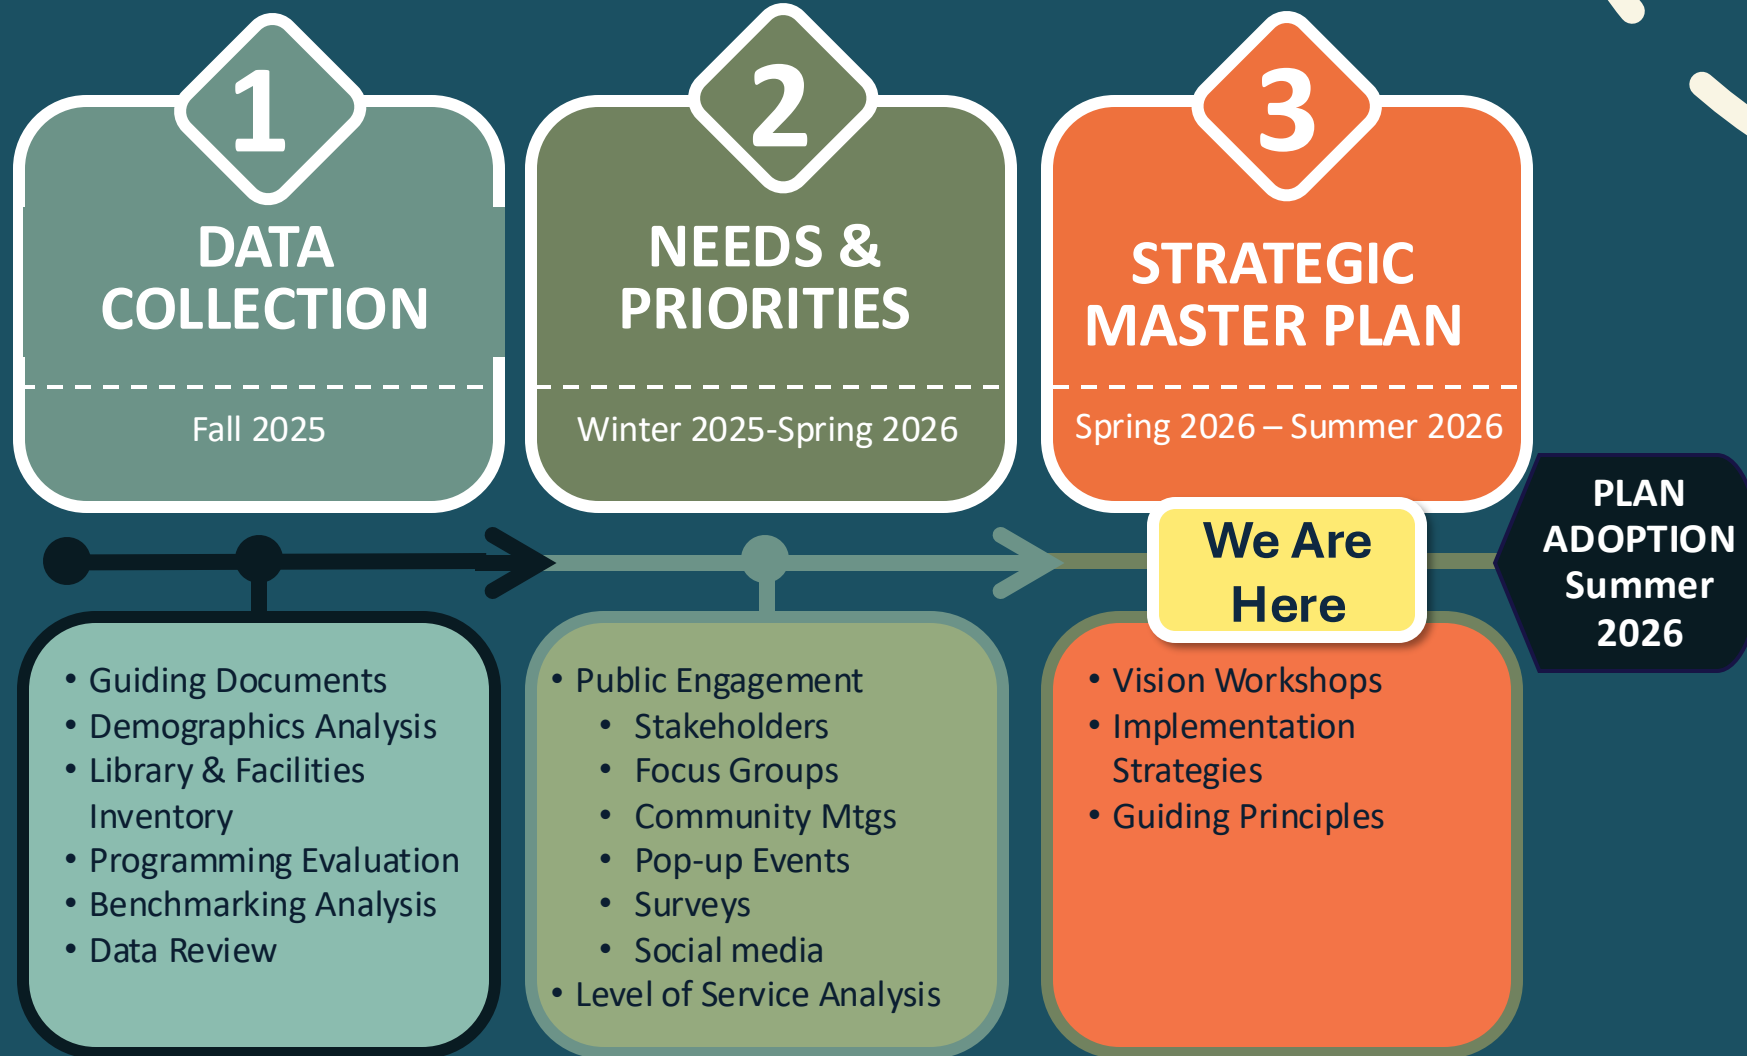 1
DATA
COLLECTION
Fall 2025
2
NEEDS &
PRIORITIES
Winter 2025-Spring 2026
3
STRATEGIC
MASTER PLAN
Spring 2026 – Summer 2026
We Are
Here
PLAN
ADOPTION
Summer
2026
• Guiding Documents
• Demographics Analysis
• Library & Facilities
Inventory
• Programming Evaluation
• Benchmarking Analysis
• Data Review
• Public Engagement
• Stakeholders
• Focus Groups
• Community Mtgs
• Pop-up Events
• Surveys
• Social media
• Level of Service Analysis
• Vision Workshops
• Implementation
Strategies
• Guiding Principles